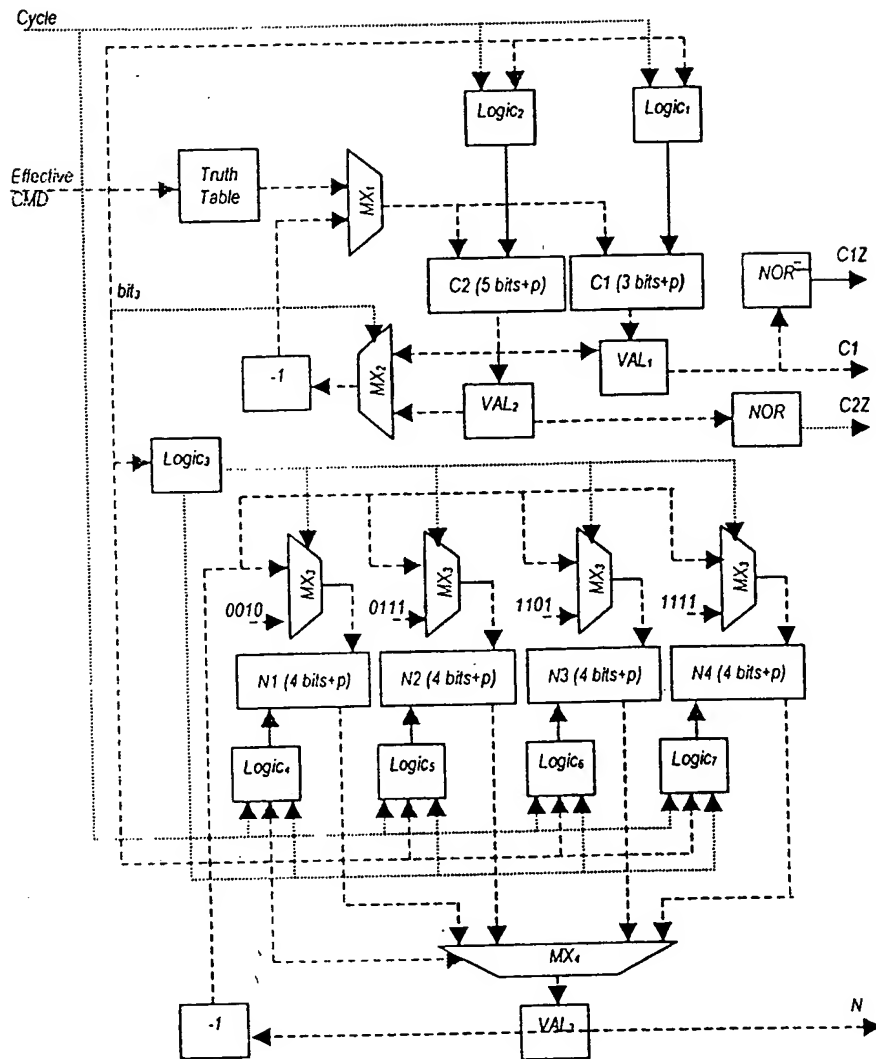 Cycle
Logic₂
Logic₁
Effective
CMD
Truth
Table
MX₁
C2 (5 bits+p)
C1 (3 bits+p)
NOR
C1Z
bit₃
-1
MX₂
VAL₁
C1
VAL₂
NOR
C2Z
Logic₃
MX₃
MX₃
MX₃
MX₃
0010
0111
1101
1111
N1 (4 bits+p)
N2 (4 bits+p)
N3 (4 bits+p)
N4 (4 bits+p)
Logic₄
Logic₅
Logic₆
Logic₇
MX₄
-1
VAL₃
N